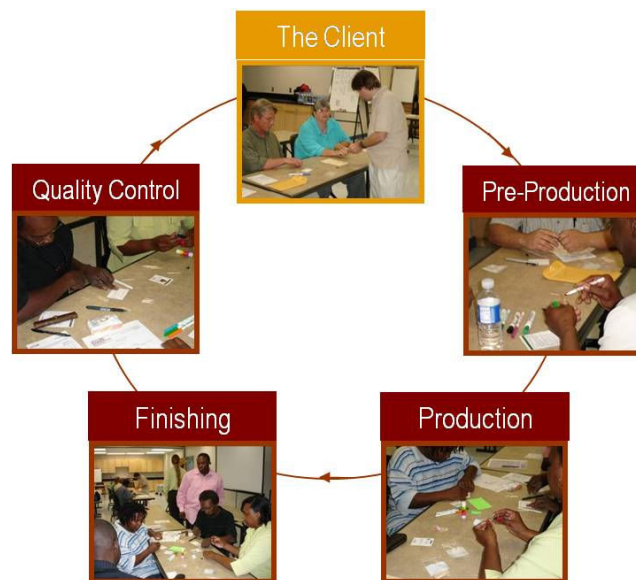 The Client
Quality Control
Pre-Production
Finishing
Production